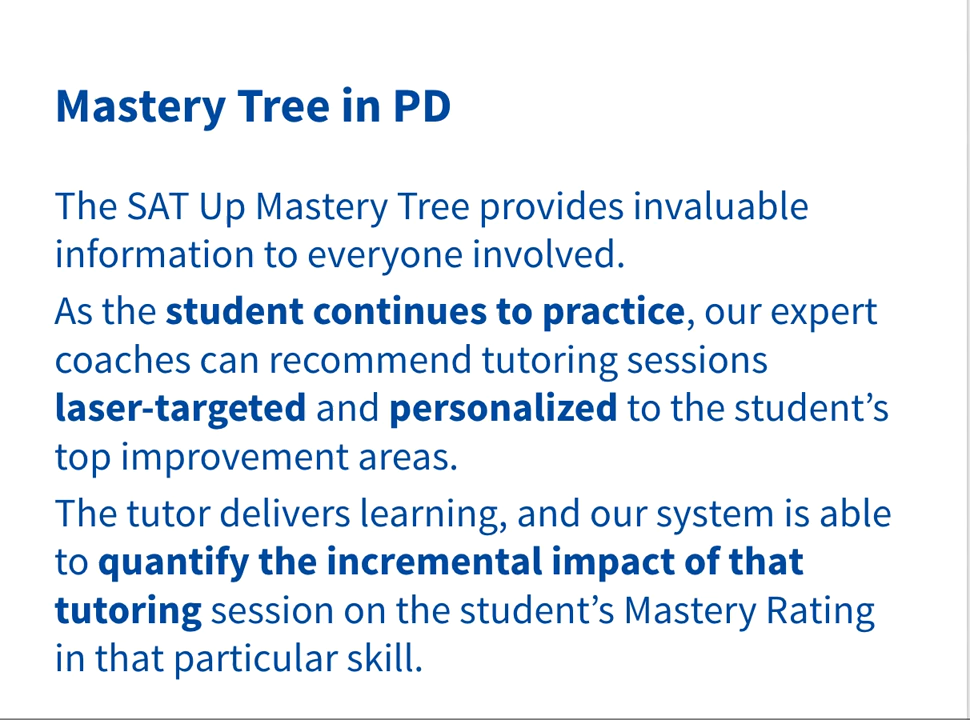 Mastery Tree in PD
The SAT Up Mastery Tree provides invaluable
information to everyone involved.
As the student continues to practice, our expert
coaches can recommend tutoring sessions
laser-targeted and personalized to the student’s
top improvement areas.
The tutor delivers learning, and our system is able
to quantify the incremental impact of that
tutoring session on the student’s Mastery Rating
in that particular skill.